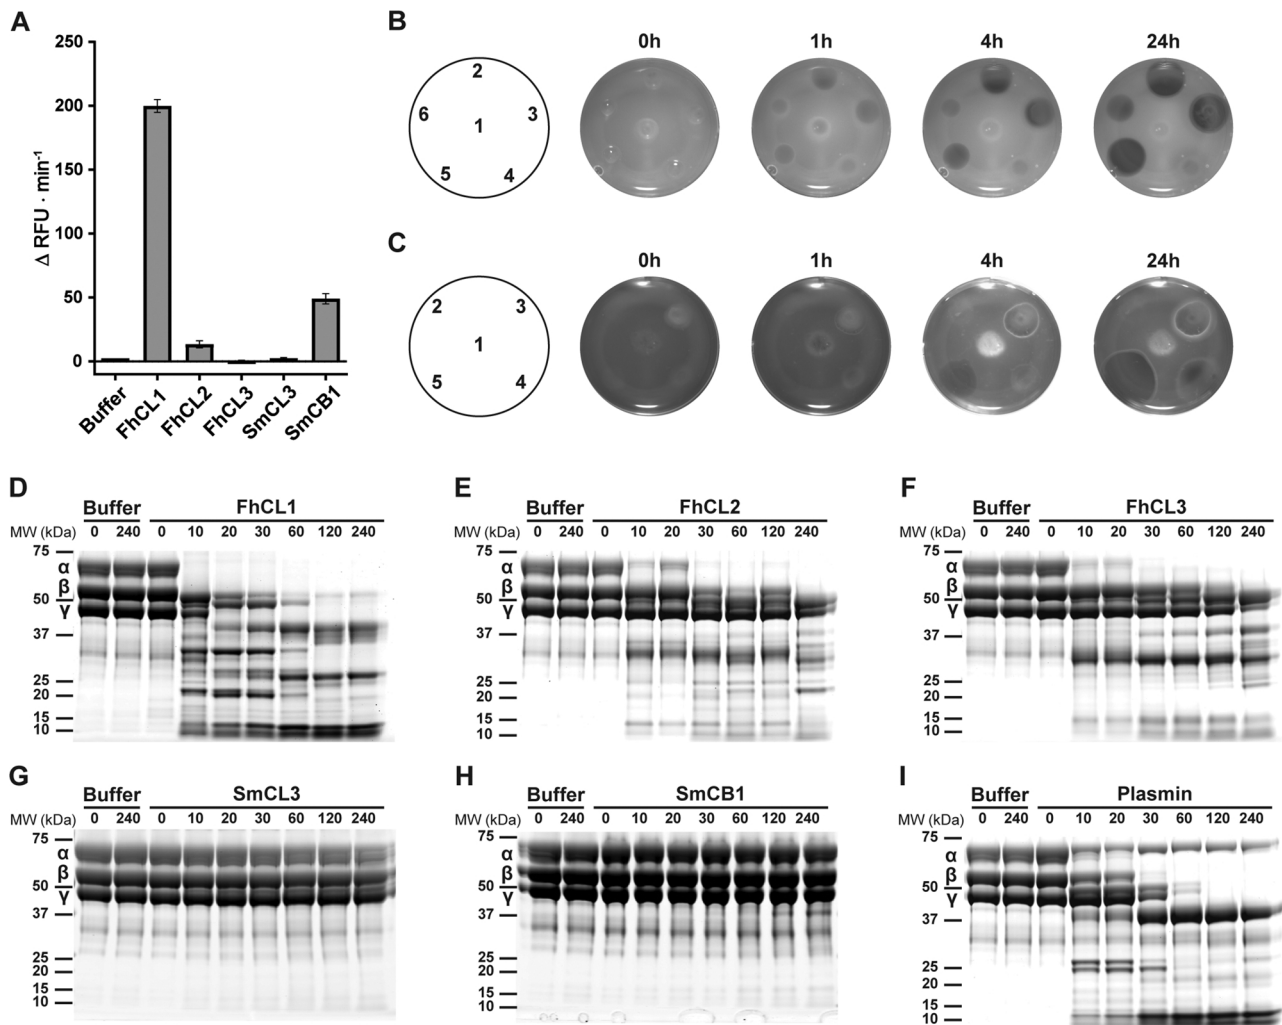 A
250
200
150
100
50
0
Δ RFU · min⁻¹
Buffer
FhCL1
FhCL2
FhCL3
SmCL3
SmCB1
B
2
6
3
1
5
4
0h
1h
4h
24h
C
2
3
1
5
4
0h
1h
4h
24h
D
Buffer
FhCL1
MW (kDa)
0
240
0
10
20
30
60
120
240
75
α
β
50
γ
37
25
20
15
10
E
Buffer
FhCL2
MW (kDa)
0
240
0
10
20
30
60
120
240
75
α
β
50
γ
37
25
20
15
10
F
Buffer
FhCL3
MW (kDa)
0
240
0
10
20
30
60
120
240
75
α
β
50
γ
37
25
20
15
10
G
Buffer
SmCL3
MW (kDa)
0
240
0
10
20
30
60
120
240
75
α
β
50
γ
37
25
20
15
10
H
Buffer
SmCB1
MW (kDa)
0
240
0
10
20
30
60
120
240
75
α
β
50
γ
37
25
20
15
10
I
Buffer
Plasmin
MW (kDa)
0
240
0
10
20
30
60
120
240
75
α
β
50
γ
37
25
20
15
10